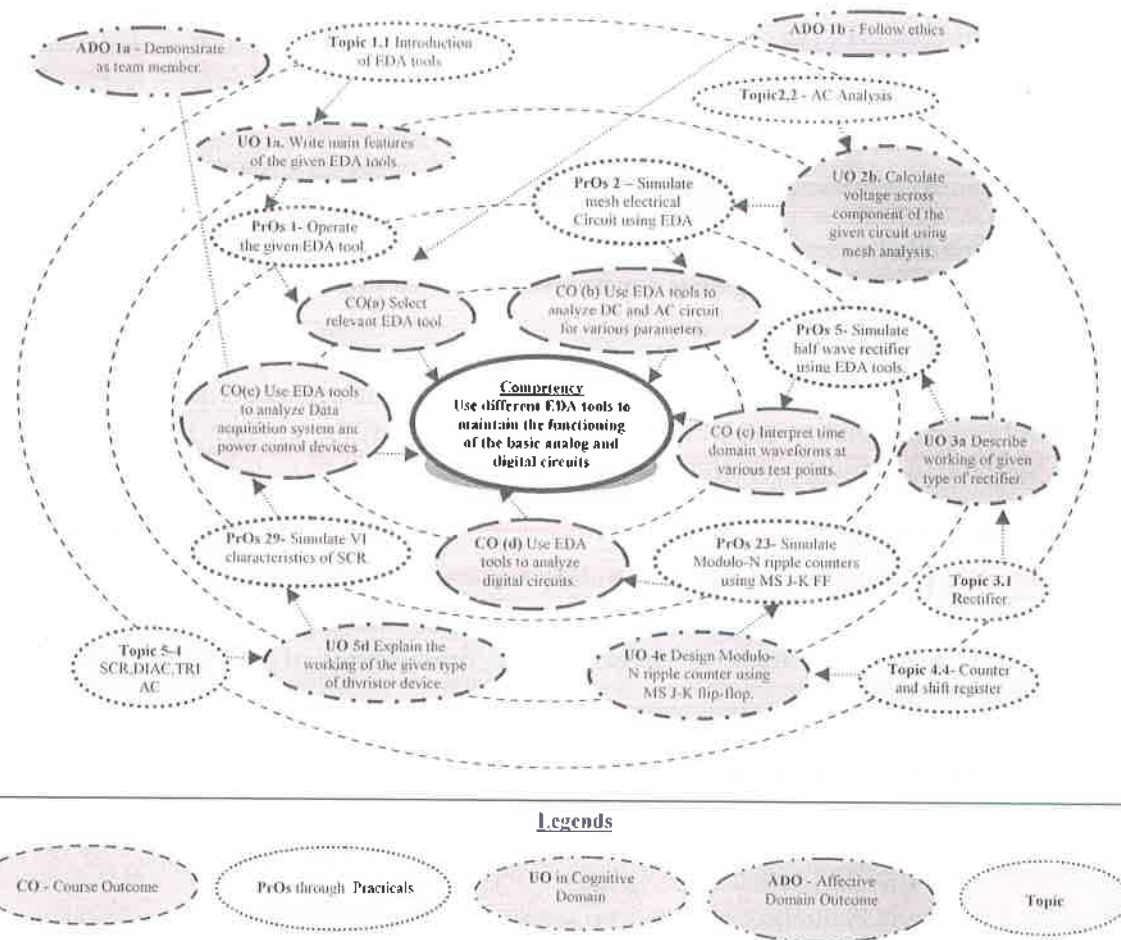 ADO 1a - Demonstrate
as team member.
Topic 1.1 Introduction
of EDA tools
ADO 1b - Follow ethics
Topic2.2 - AC Analysis
UO 1a. Write main features
of the given EDA tools.
PrOs 2 – Simulate
mesh electrical
Circuit using EDA
UO 2b. Calculate
voltage across
component of the
given circuit using
mesh analysis.
PrOs 1- Operate
the given EDA tool.
CO(a) Select
relevant EDA tool
CO (b) Use EDA tools to
analyze DC and AC circuit
for various parameters.
PrOs 5- Simulate
half wave rectifier
using EDA tools.
CO(e) Use EDA tools
to analyze Data
acquisition system and
power control devices
Competency
Use different EDA tools to
maintain the functioning
of the basic analog and
digital circuits
CO (c) Interpret time
domain waveforms at
various test points.
UO 3a Describe
working of given
type of rectifier
PrOs 29- Simulate VI
characteristics of SCR.
CO (d) Use EDA
tools to analyze
digital circuits.
PrOs 23- Simulate
Modulo-N ripple counters
using MS J-K FF
Topic 3.1
Rectifier.
Topic 5-4
SCR,DIAC,TRI
AC
UO 5d Explain the
working of the given type
of thyristor device.
UO 4e Design Modulo-
N ripple counter using
MS J-K flip-flop.
Topic 4.4- Counter
and shift register
Legends
CO - Course Outcome
PrOs through Practicals
UO in Cognitive
Domain
ADO - Affective
Domain Outcome
Topic